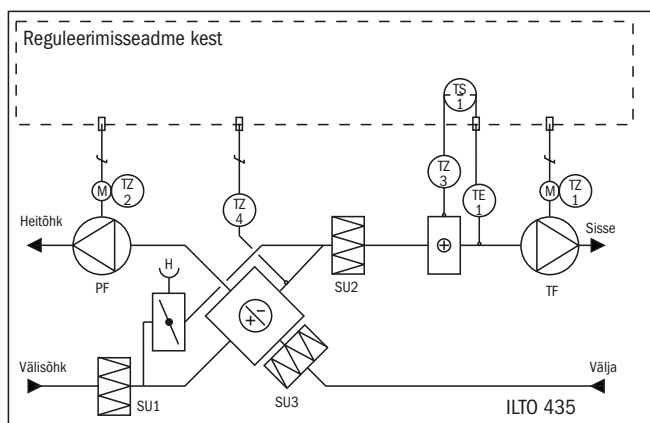 Reguleerimisseadme kest
TS
1
M
TZ
2
TZ
4
TZ
3
TE
1
M
TZ
1
Heitõhk
Sisse
PF
H
SU2
TF
Välisõhk
Välja
SU1
SU3
ILTO 435